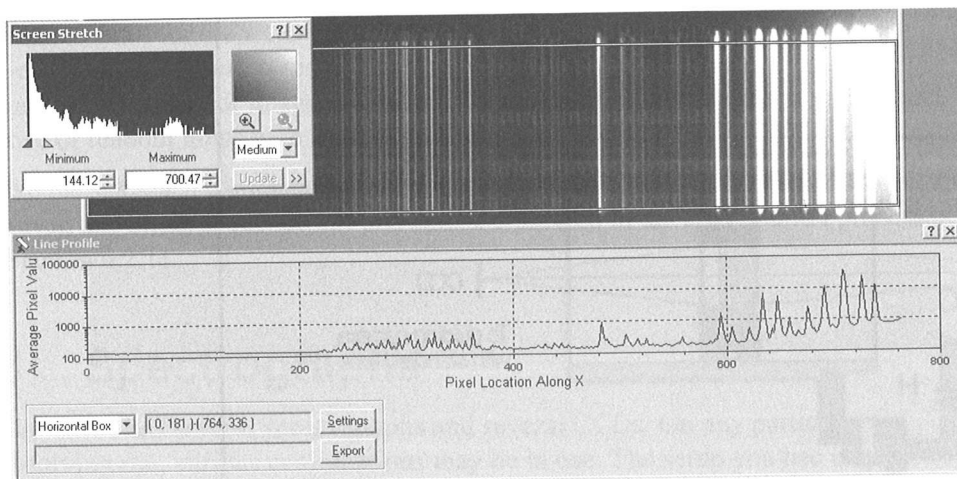 Screen Stretch
Minimum Maximum
144.12 700.47
Medium
Update >>
Line Profile
Average Pixel Valu
100000
10000
1000
100
0 200 400 600 800
Pixel Location Along X
Horizontal Box ( 0, 181 )-( 764, 336 ) Settings
Export